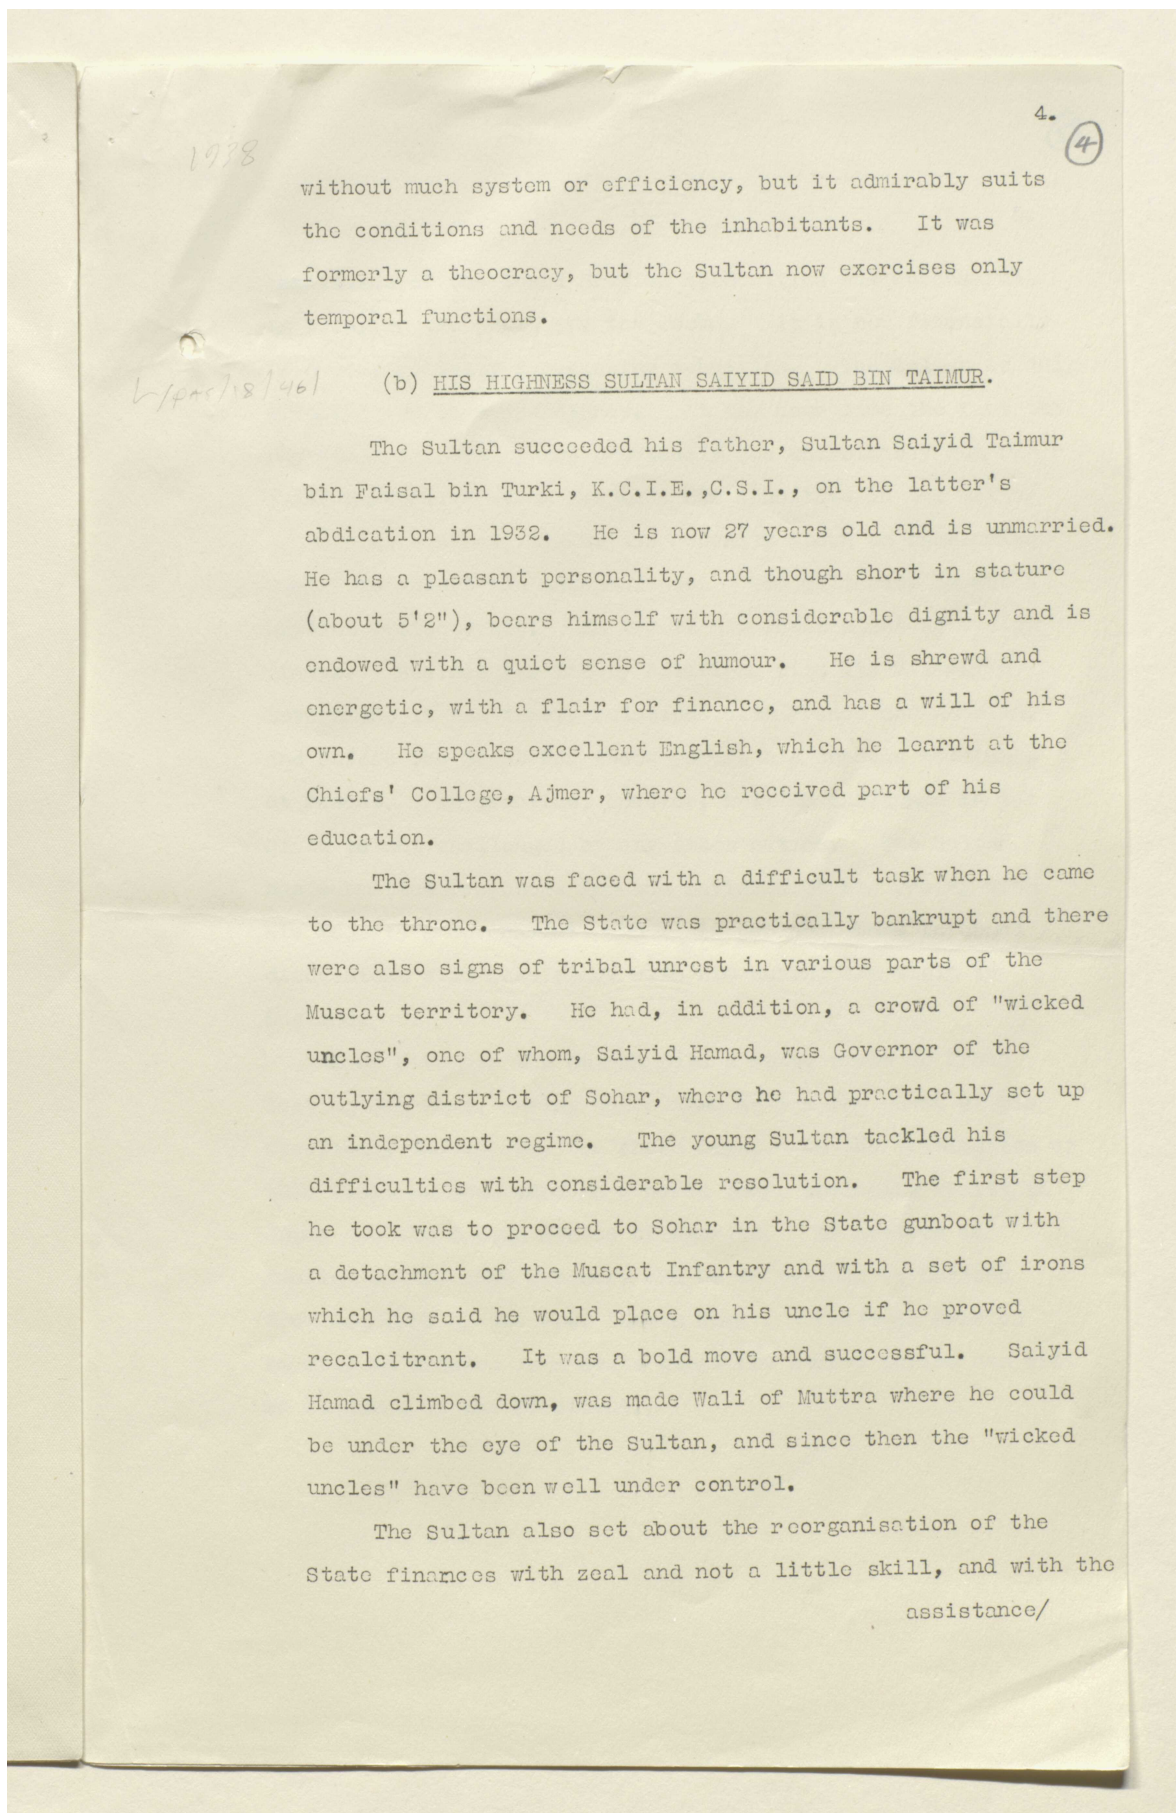 4.
4
1938
without much system or efficiency, but it admirably suits
the conditions and needs of the inhabitants. It was
formerly a theocracy, but the Sultan now exercises only
temporal functions.
(b) HIS HIGHNESS SULTAN SAIYID SAID BIN TAIMUR.
The Sultan succeeded his father, Sultan Saiyid Taimur
bin Faisal bin Turki, K.C.I.E.,C.S.I., on the latter's
abdication in 1932. He is now 27 years old and is unmarried.
He has a pleasant personality, and though short in stature
(about 5'2"), bears himself with considerable dignity and is
endowed with a quiet sense of humour. He is shrewd and
energetic, with a flair for finance, and has a will of his
own. He speaks excellent English, which he learnt at the
Chiefs' College, Ajmer, where he received part of his
education.
The Sultan was faced with a difficult task when he came
to the throne. The State was practically bankrupt and there
were also signs of tribal unrest in various parts of the
Muscat territory. He had, in addition, a crowd of "wicked
uncles", one of whom, Saiyid Hamad, was Governor of the
outlying district of Sohar, where he had practically set up
an independent regime. The young Sultan tackled his
difficulties with considerable resolution. The first step
he took was to proceed to Sohar in the State gunboat with
a detachment of the Muscat Infantry and with a set of irons
which he said he would place on his uncle if he proved
recalcitrant. It was a bold move and successful. Saiyid
Hamad climbed down, was made Wali of Muttra where he could
be under the eye of the Sultan, and since then the "wicked
uncles" have been well under control.
The Sultan also set about the reorganisation of the
State finances with zeal and not a little skill, and with the
assistance/